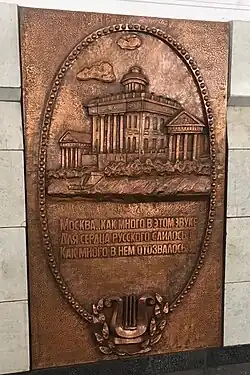 МОСКВА, КАК МНОГО В ЭТОМ ЗВУКЕ
ДЛЯ СЕРДЦА РУССКОГО СЛИЛОСЬ!
КАК МНОГО В НЕМ ОТОЗВАЛОСЬ!